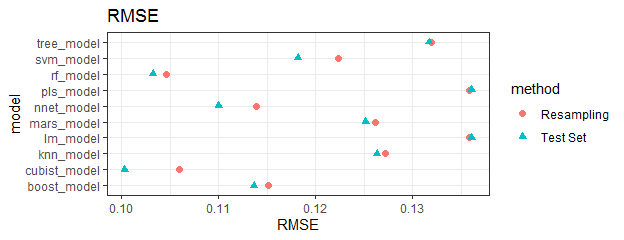 RMSE
tree_model
svm_model
rf_model
pls_model
nnet_model
mars_model
lm_model
knn_model
cubist_model
boost_model
model
0.10 0.11 0.12 0.13
RMSE
method
Resampling
Test Set